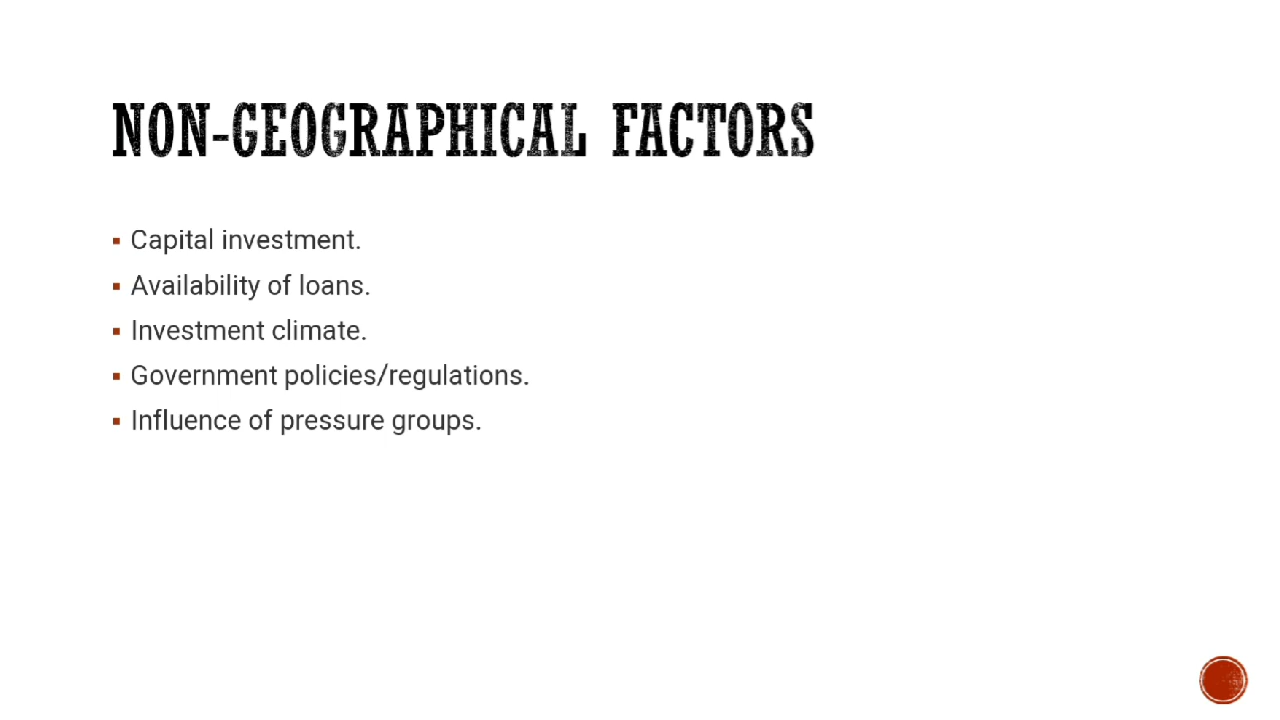 NON-GEOGRAPHICAL FACTORS
▪ Capital investment.
▪ Availability of loans.
▪ Investment climate.
▪ Government policies/regulations.
▪ Influence of pressure groups.